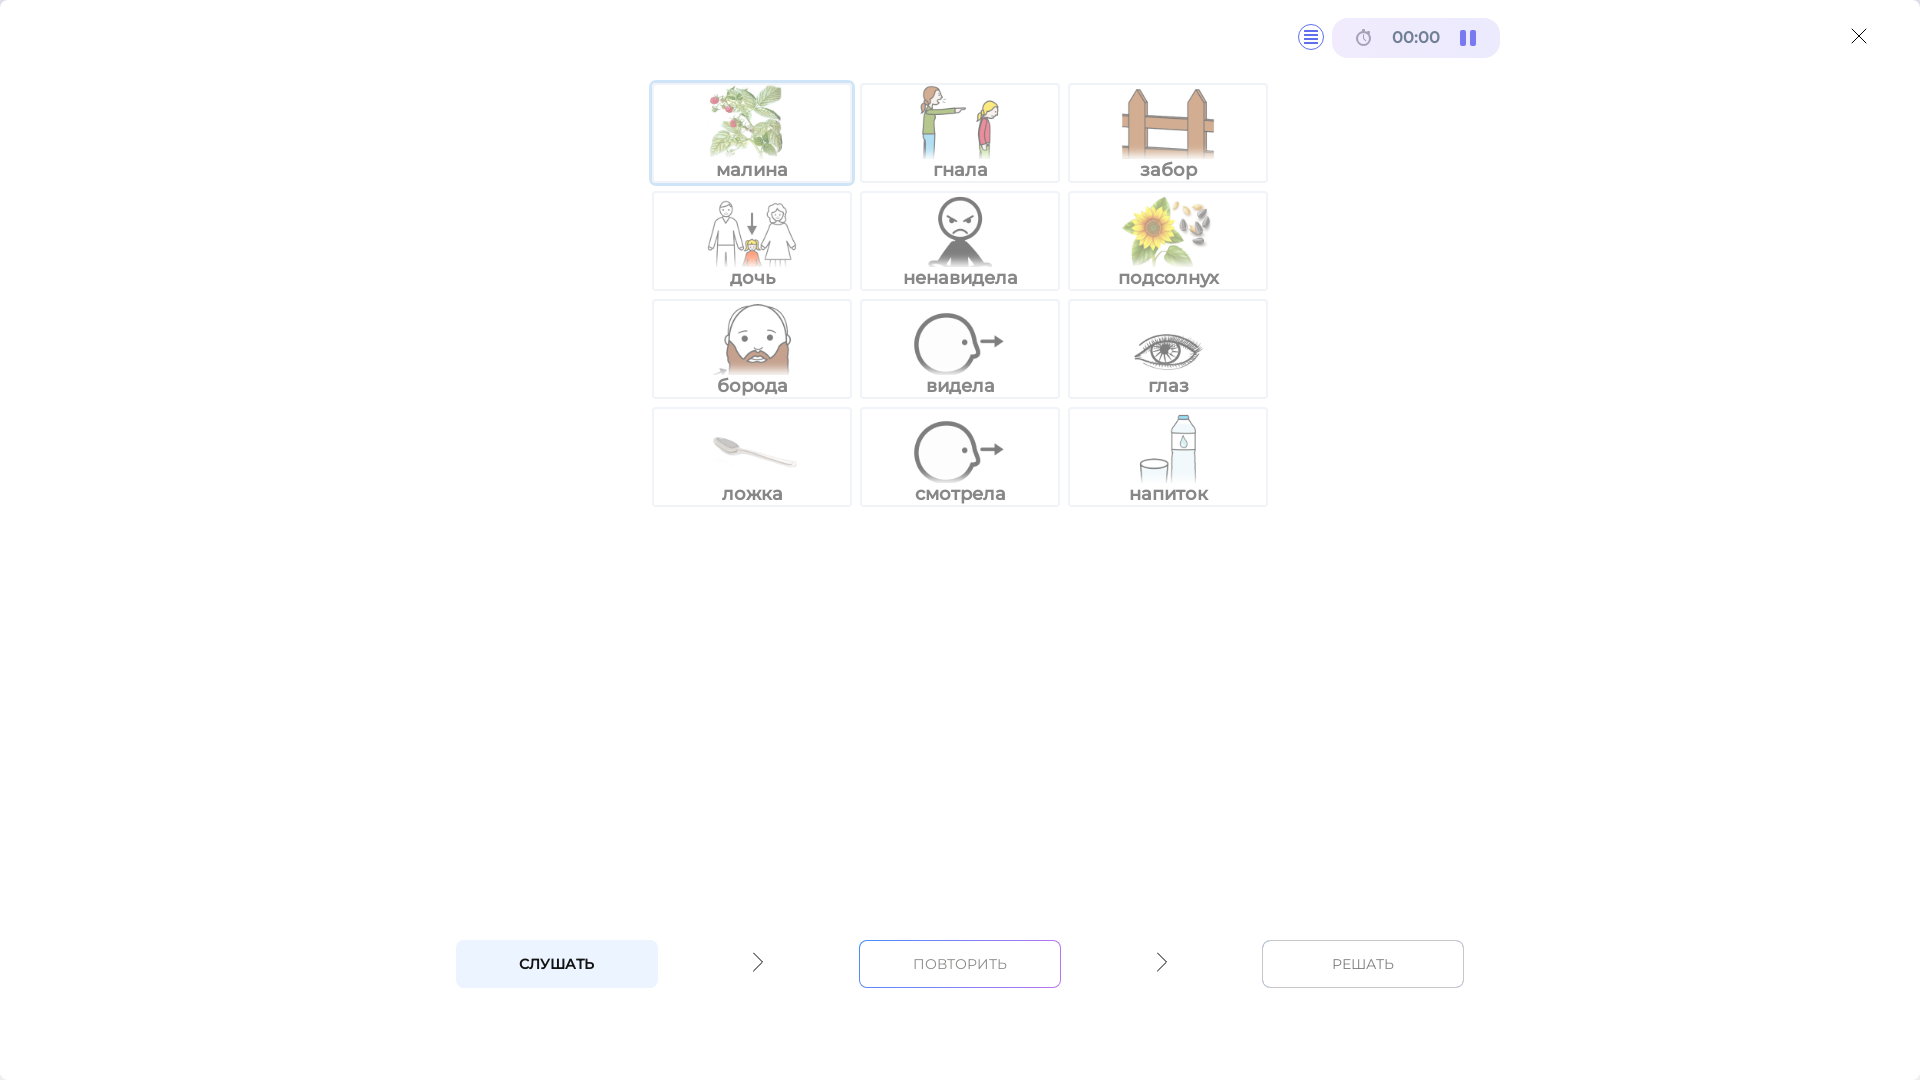 00:00
малина
гнала
забор
дочь
ненавидела
подсолнух
борода
видела
глаз
ложка
смотрела
напиток
СЛУШАТЬ
ПОВТОРИТЬ
РЕШАТЬ